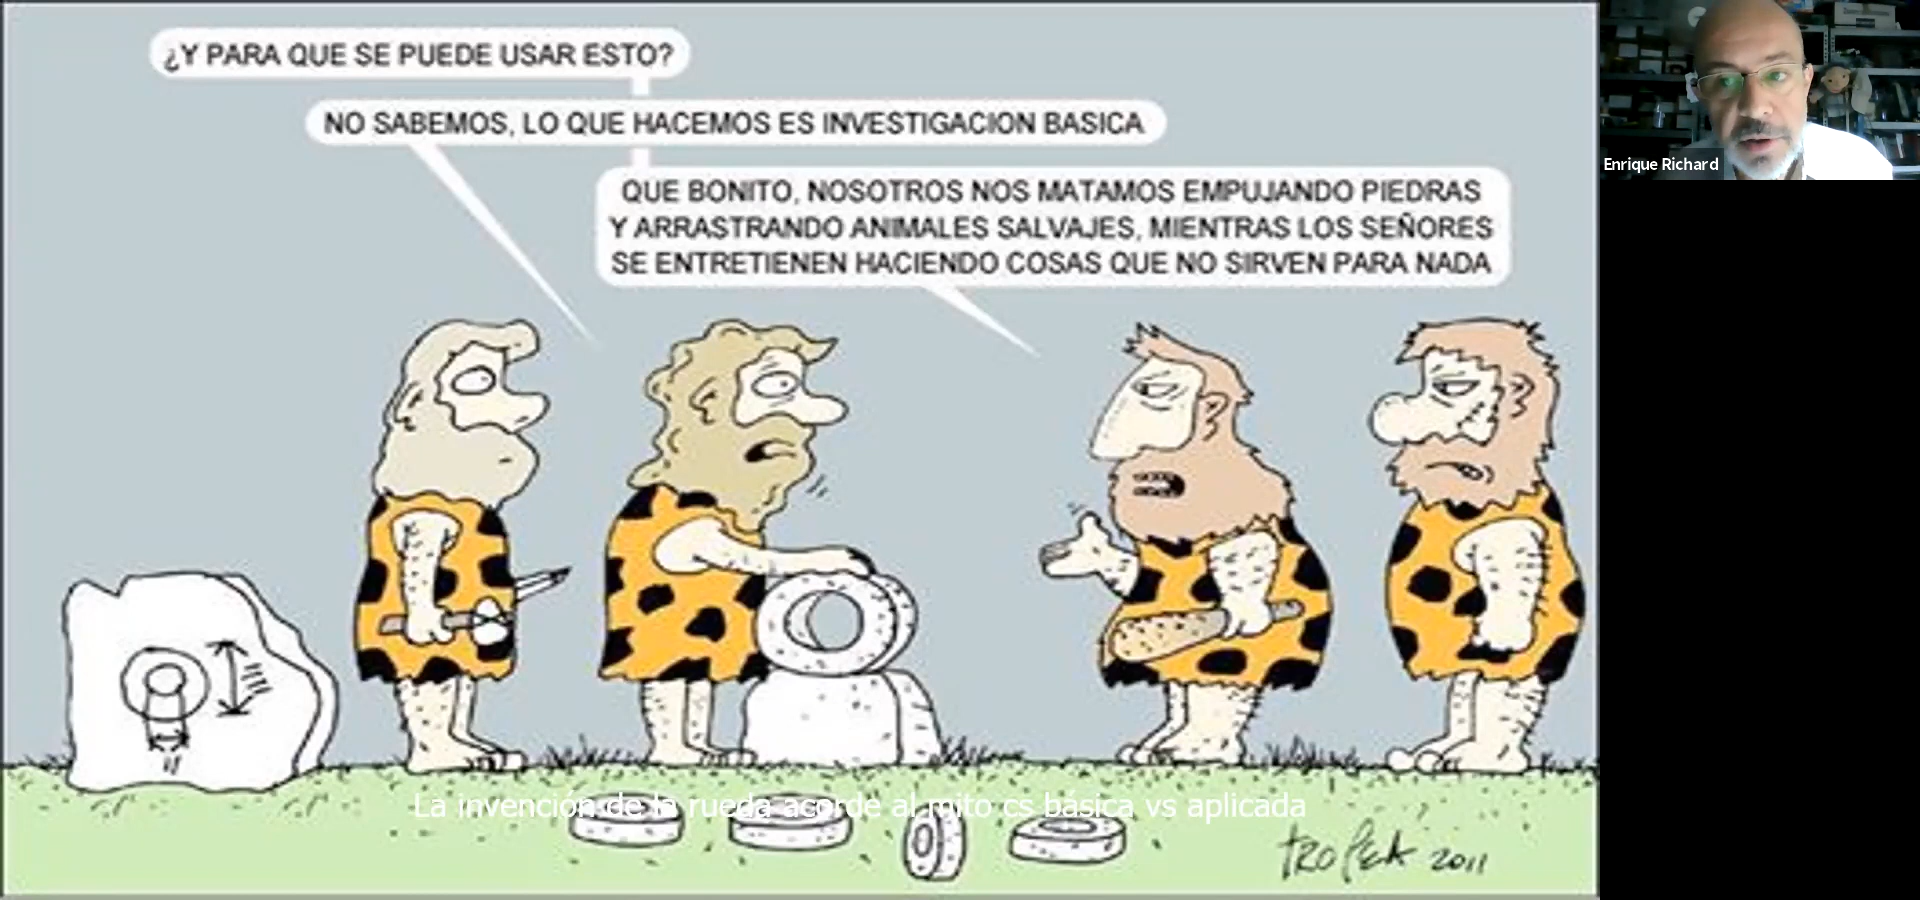 ¿Y PARA QUE SE PUEDE USAR ESTO?
NO SABEMOS, LO QUE HACEMOS ES INVESTIGACION BASICA
QUE BONITO, NOSOTROS NOS MATAMOS EMPUJANDO PIEDRAS
Y ARRASTRANDO ANIMALES SALVAJES, MIENTRAS LOS SEÑORES
SE ENTRETIENEN HACIENDO COSAS QUE NO SIRVEN PARA NADA
Enrique Richard
La invención de la rueda acorde al mito cs básica vs aplicada
TROPEA 2011